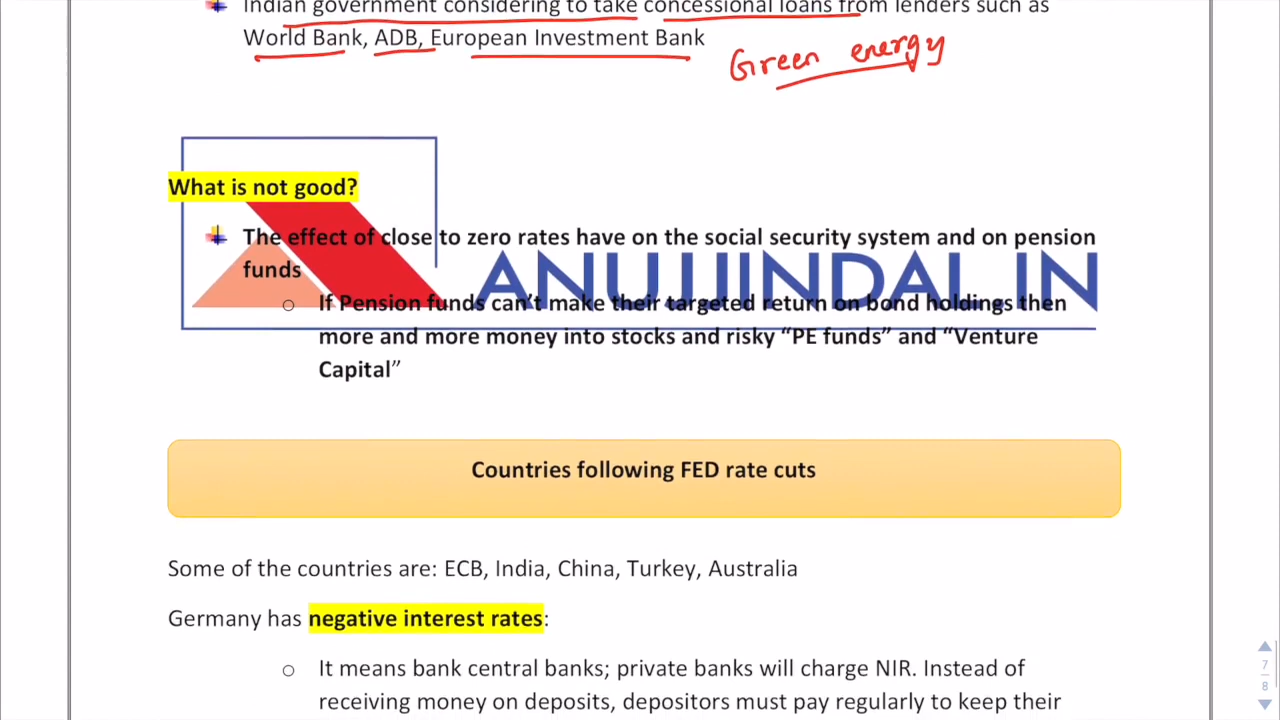 Indian government considering to take concessional loans from lenders such as
World Bank, ADB, European Investment Bank
Green energy
What is not good?
The effect of close to zero rates have on the social security system and on pension
funds
ANUJJINDAL.IN
o If Pension funds can't make their targeted return on bond holdings then
more and more money into stocks and risky “PE funds” and “Venture
Capital”
Countries following FED rate cuts
Some of the countries are: ECB, India, China, Turkey, Australia
Germany has negative interest rates:
o It means bank central banks; private banks will charge NIR. Instead of
receiving money on deposits, depositors must pay regularly to keep their
7
8